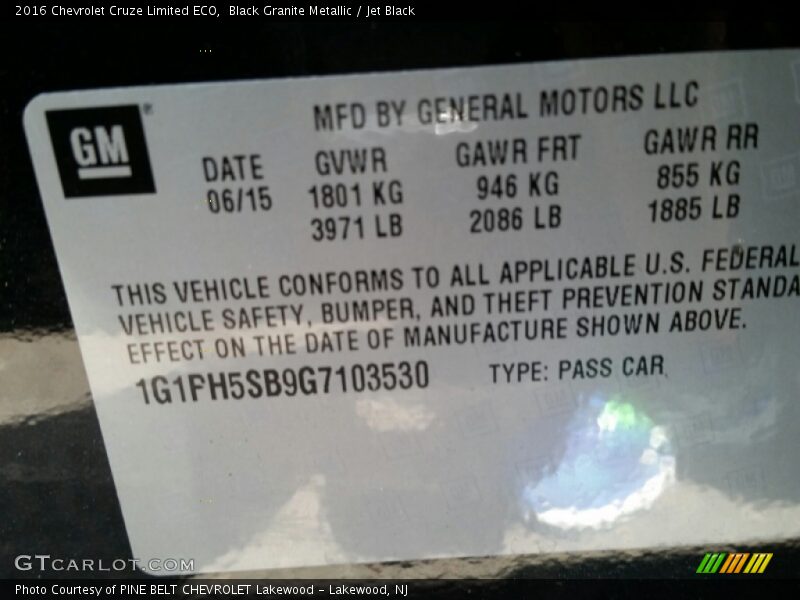 2016 Chevrolet Cruze Limited ECO, Black Granite Metallic / Jet Black
GM
MFD BY GENERAL MOTORS LLC
DATE GVWR GAWR FRT GAWR RR
06/15 1801 KG 946 KG 855 KG
3971 LB 2086 LB 1885 LB
THIS VEHICLE CONFORMS TO ALL APPLICABLE U.S. FEDERAL
VEHICLE SAFETY, BUMPER, AND THEFT PREVENTION STANDA
EFFECT ON THE DATE OF MANUFACTURE SHOWN ABOVE.
1G1PH5SB9G7103530 TYPE: PASS CAR
GTCARLOT.COM
Photo Courtesy of PINE BELT CHEVROLET Lakewood - Lakewood, NJ